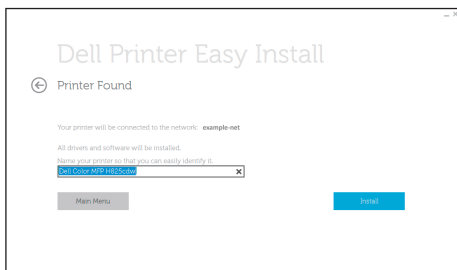 Dell Printer Easy Install
Printer Found
Your printer will be connected to the network: example-net
All drivers and software will be installed.
Name your printer so that you can easily identify it.
Dell Color MFP H825cdw
Main Menu
Install